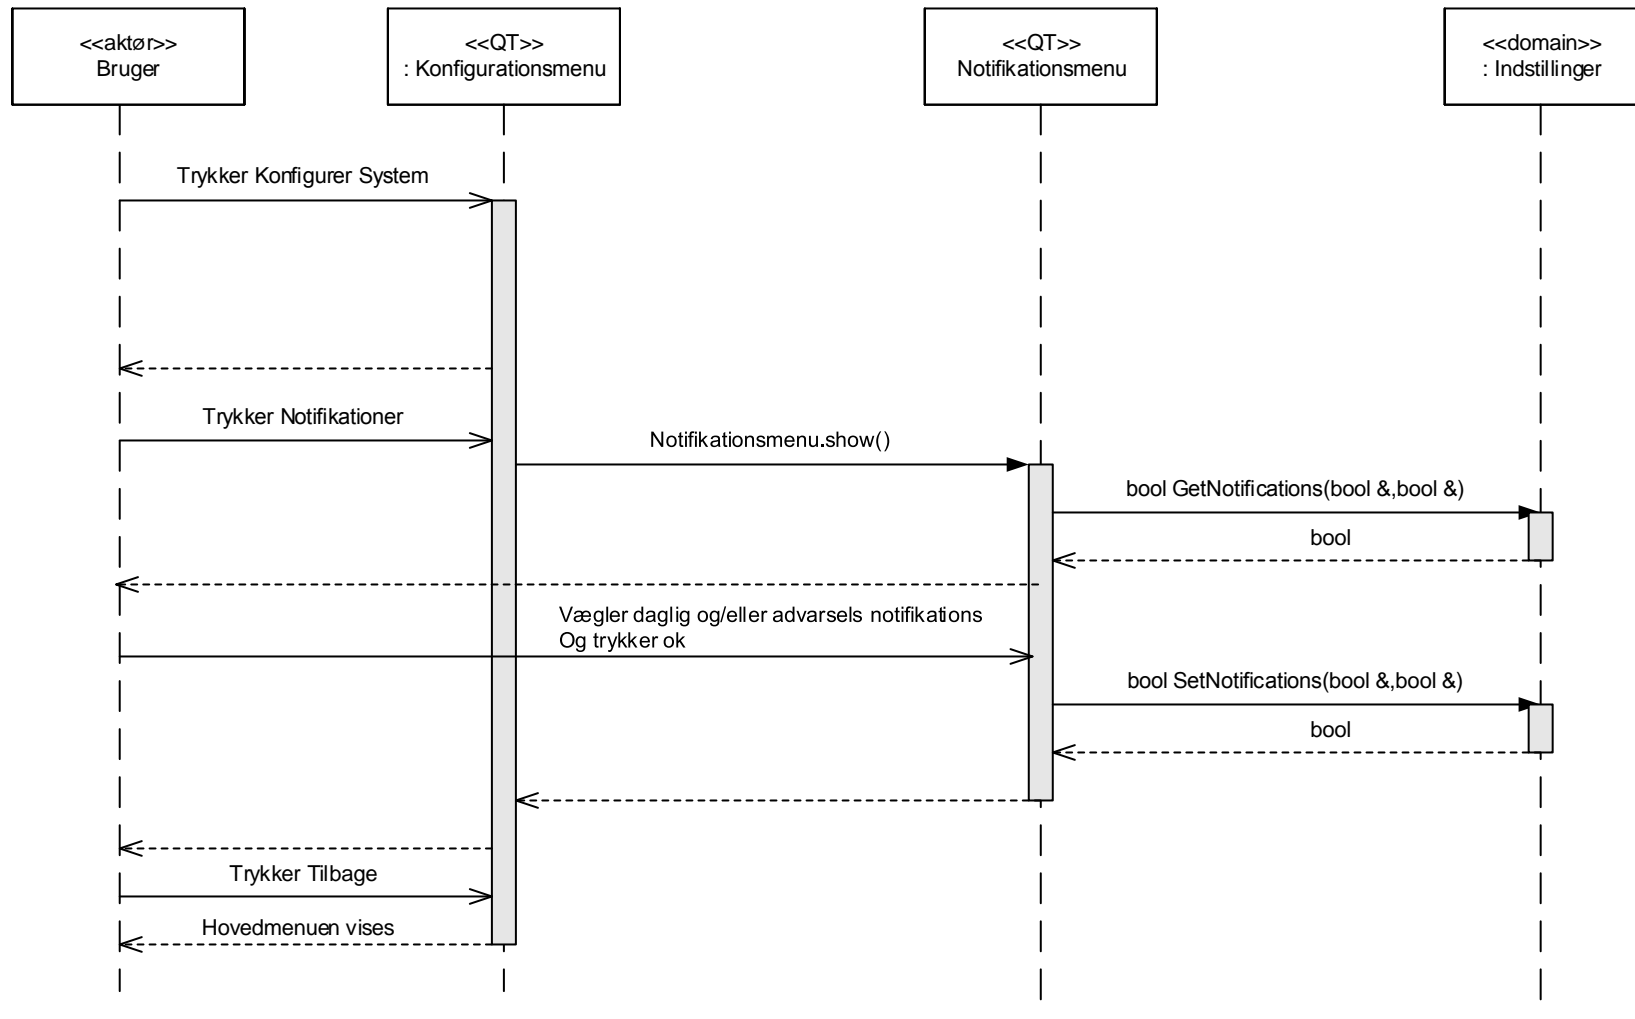 <<aktør>>
Bruger
<<QT>>
: Konfigurationsmenu
<<QT>>
Notifikationsmenu
<<domain>>
: Indstillinger
Trykker Konfigurer System
Trykker Notifikationer
Notifikationsmenu.show()
bool GetNotifications(bool &,bool &)
bool
Vægler daglig og/eller advarsels notifikations
Og trykker ok
bool SetNotifications(bool &,bool &)
bool
Trykker Tilbage
Hovedmenuen vises